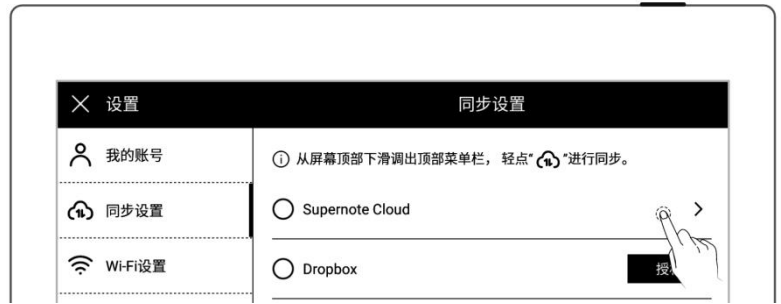 设置
同步设置
我的账号
从屏幕顶部下滑调出顶部菜单栏， 轻点“ ”进行同步。
同步设置
Supernote Cloud
Wi-Fi设置
Dropbox